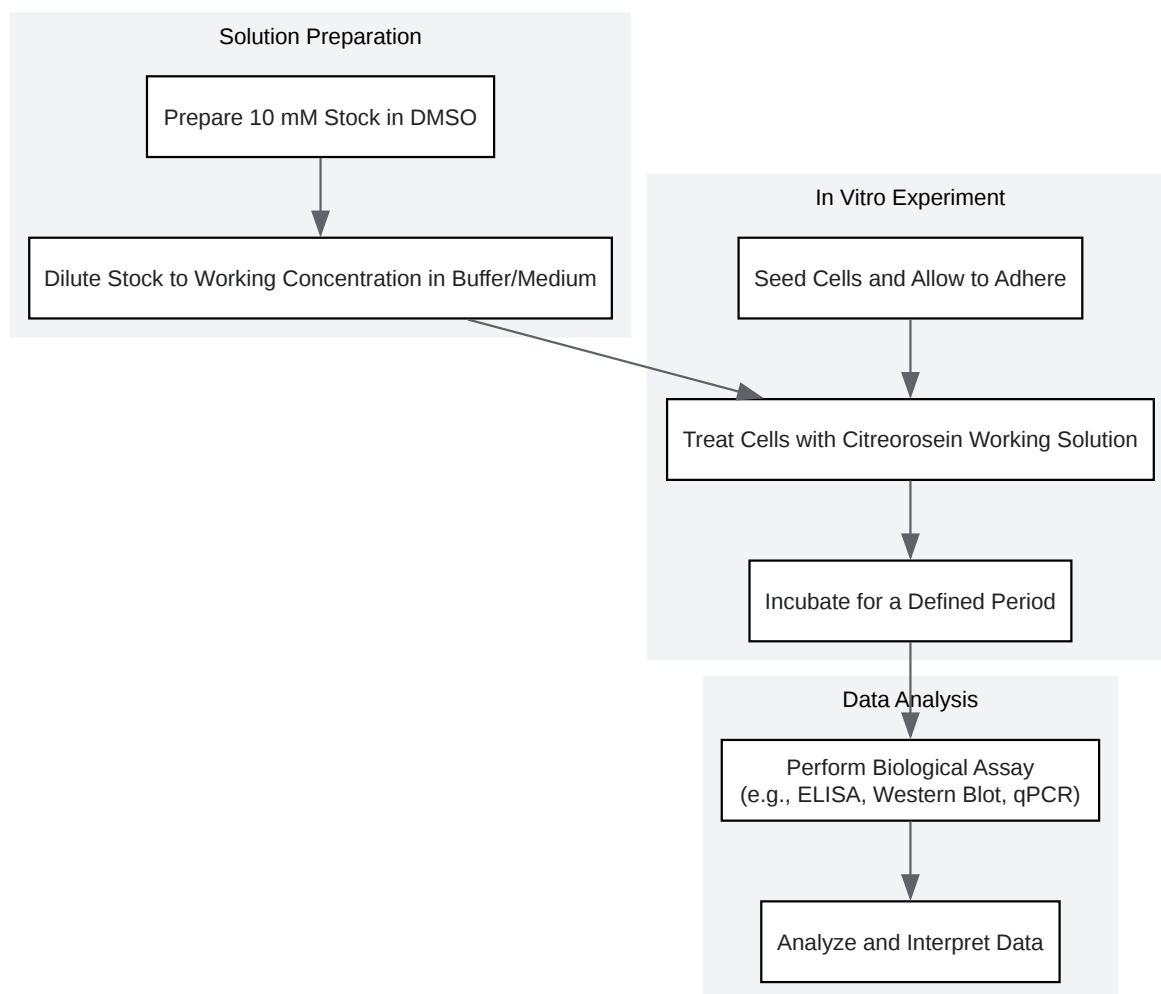 Solution Preparation
Prepare 10 mM Stock in DMSO
Dilute Stock to Working Concentration in Buffer/Medium
In Vitro Experiment
Seed Cells and Allow to Adhere
Treat Cells with Citreorosein Working Solution
Incubate for a Defined Period
Data Analysis
Perform Biological Assay
(e.g., ELISA, Western Blot, qPCR)
Analyze and Interpret Data